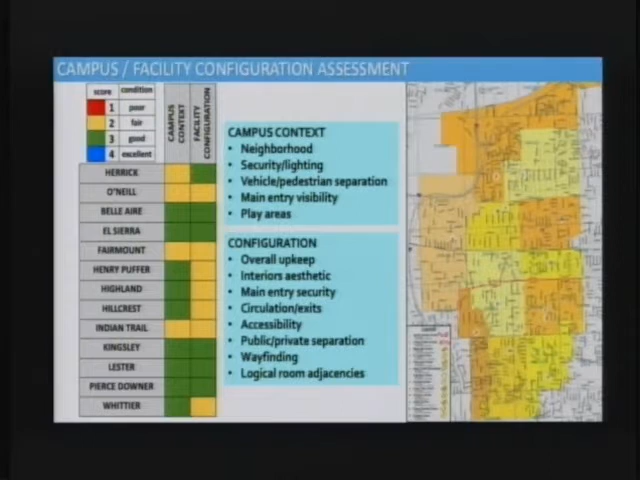 CAMPUS / FACILITY CONFIGURATION ASSESSMENT
score condition
1 poor
2 fair
3 good
4 excellent
CAMPUS CONTEXT
FACILITY CONFIGURATION
HERRICK
O'NEILL
BELLE AIRE
EL SIERRA
FAIRMOUNT
HENRY PUFFER
HIGHLAND
HILLCREST
INDIAN TRAIL
KINGSLEY
LESTER
PIERCE DOWNER
WHITTIER
CAMPUS CONTEXT
• Neighborhood
• Security/lighting
• Vehicle/pedestrian separation
• Main entry visibility
• Play areas
CONFIGURATION
• Overall upkeep
• Interiors aesthetic
• Main entry security
• Circulation/exits
• Accessibility
• Public/private separation
• Wayfinding
• Logical room adjacencies